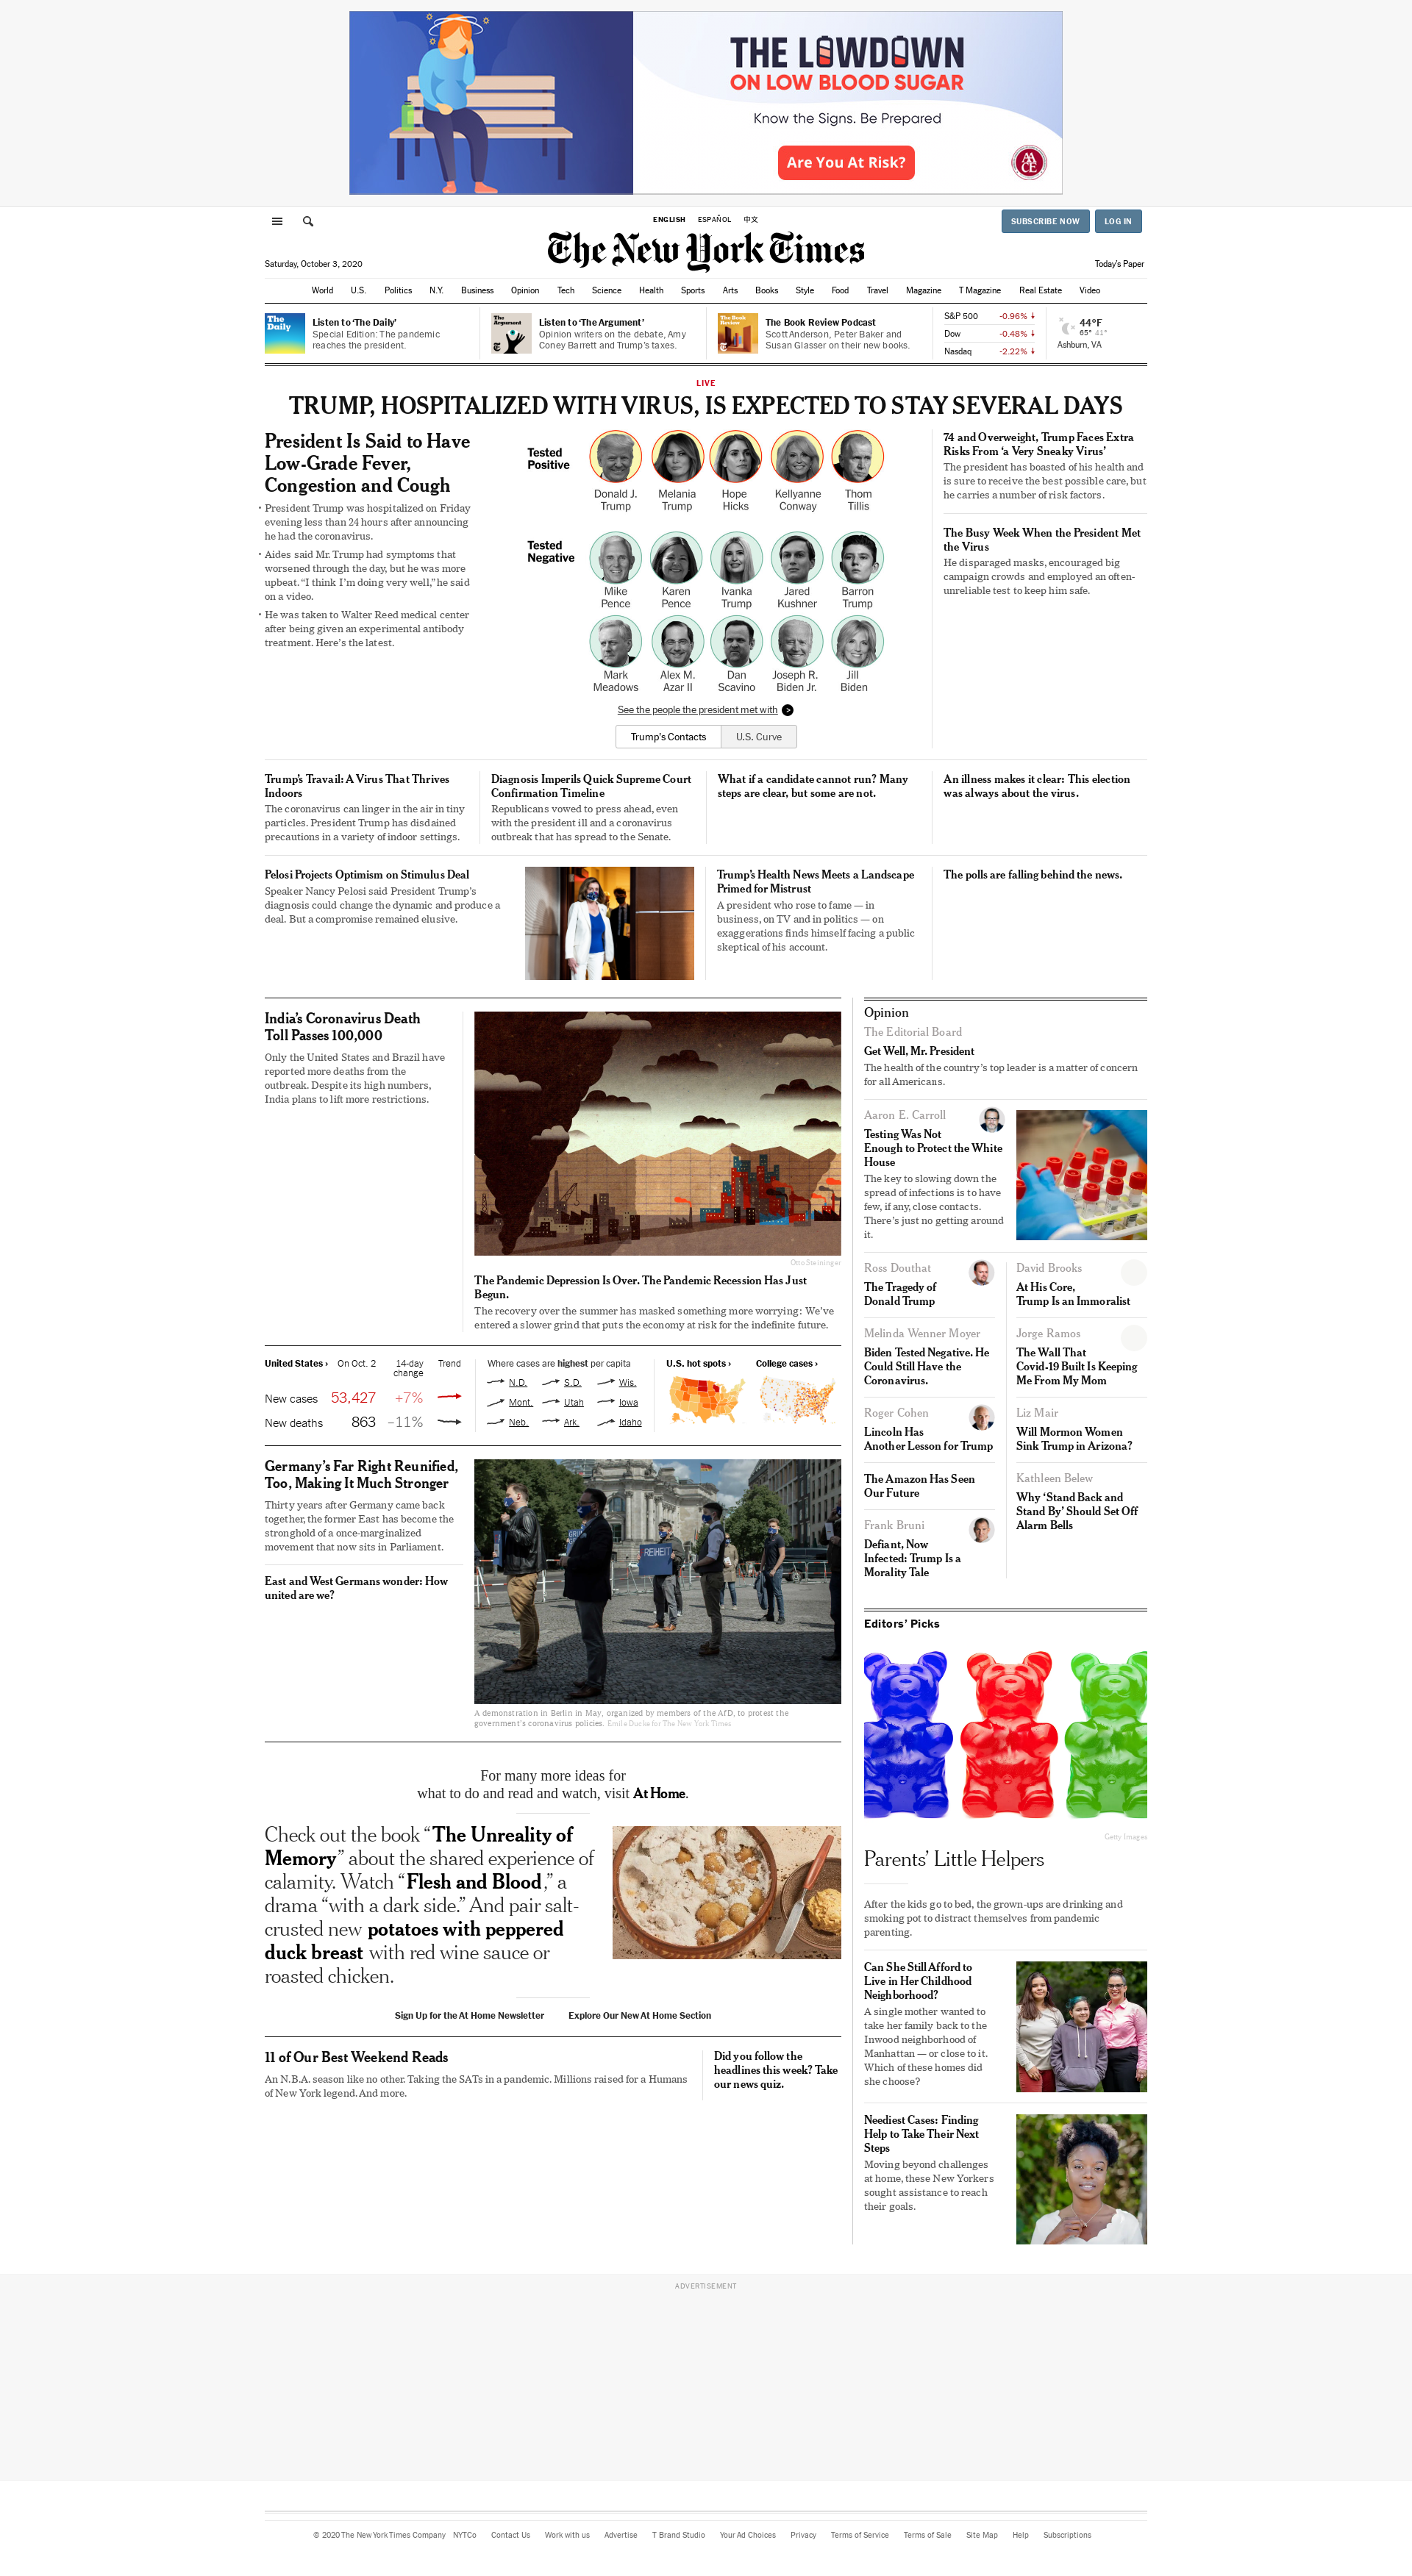 THE LOWDOWN
ON LOW BLOOD SUGAR
Know the Signs. Be Prepared
Are You At Risk?
AACE
ENGLISH ESPAÑOL 中文
SUBSCRIBE NOW LOG IN
The New York Times
Saturday, October 3, 2020
Today's Paper
World U.S. Politics N.Y. Business Opinion Tech Science Health Sports Arts Books Style Food Travel Magazine T Magazine Real Estate Video
The Daily
Listen to ‘The Daily’
Special Edition: The pandemic
reaches the president.
The Argument
Listen to ‘The Argument’
Opinion writers on the debate, Amy
Coney Barrett and Trump’s taxes.
The Book Review
The Book Review Podcast
Scott Anderson, Peter Baker and
Susan Glasser on their new books.
S&P 500 -0.96% ↓
Dow -0.48% ↓
Nasdaq -2.22% ↓
44°F
65° 41°
Ashburn, VA
LIVE
TRUMP, HOSPITALIZED WITH VIRUS, IS EXPECTED TO STAY SEVERAL DAYS
President Is Said to Have
Low-Grade Fever,
Congestion and Cough
• President Trump was hospitalized on Friday
evening less than 24 hours after announcing
he had the coronavirus.
• Aides said Mr. Trump had symptoms that
worsened through the day, but he was more
upbeat. “I think I’m doing very well,” he said
on a video.
• He was taken to Walter Reed medical center
after being given an experimental antibody
treatment. Here’s the latest.
Tested
Positive
Donald J.
Trump
Melania
Trump
Hope
Hicks
Kellyanne
Conway
Thom
Tillis
Tested
Negative
Mike
Pence
Karen
Pence
Ivanka
Trump
Jared
Kushner
Barron
Trump
Mark
Meadows
Alex M.
Azar II
Dan
Scavino
Joseph R.
Biden Jr.
Jill
Biden
See the people the president met with >
Trump’s Contacts U.S. Curve
74 and Overweight, Trump Faces Extra
Risks From ‘a Very Sneaky Virus’
The president has boasted of his health and
is sure to receive the best possible care, but
he carries a number of risk factors.
The Busy Week When the President Met
the Virus
He disparaged masks, encouraged big
campaign crowds and employed an often-
unreliable test to keep him safe.
Trump’s Travail: A Virus That Thrives
Indoors
The coronavirus can linger in the air in tiny
particles. President Trump has disdained
precautions in a variety of indoor settings.
Diagnosis Imperils Quick Supreme Court
Confirmation Timeline
Republicans vowed to press ahead, even
with the president ill and a coronavirus
outbreak that has spread to the Senate.
What if a candidate cannot run? Many
steps are clear, but some are not.
An illness makes it clear: This election
was always about the virus.
Pelosi Projects Optimism on Stimulus Deal
Speaker Nancy Pelosi said President Trump’s
diagnosis could change the dynamic and produce a
deal. But a compromise remained elusive.
Trump’s Health News Meets a Landscape
Primed for Mistrust
A president who rose to fame — in
business, on TV and in politics — on
exaggerations finds himself facing a public
skeptical of his account.
The polls are falling behind the news.
India’s Coronavirus Death
Toll Passes 100,000
Only the United States and Brazil have
reported more deaths from the
outbreak. Despite its high numbers,
India plans to lift more restrictions.
Otto Steininger
The Pandemic Depression Is Over. The Pandemic Recession Has Just
Begun.
The recovery over the summer has masked something more worrying: We’ve
entered a slower grind that puts the economy at risk for the indefinite future.
United States › On Oct. 2 14-day
change Trend
New cases 53,427 +7%
New deaths 863 –11%
Where cases are highest per capita
N.D. S.D. Wis.
Mont. Utah Iowa
Neb. Ark. Idaho
U.S. hot spots ›
College cases ›
Germany’s Far Right Reunified,
Too, Making It Much Stronger
Thirty years after Germany came back
together, the former East has become the
stronghold of a once-marginalized
movement that now sits in Parliament.
East and West Germans wonder: How
united are we?
REIHEIT
A demonstration in Berlin in May, organized by members of the AfD, to protest the
government’s coronavirus policies. Emile Ducke for The New York Times
For many more ideas for
what to do and read and watch, visit At Home.
Check out the book “The Unreality of
Memory” about the shared experience of
calamity. Watch “Flesh and Blood,” a
drama “with a dark side.” And pair salt-
crusted new potatoes with peppered
duck breast with red wine sauce or
roasted chicken.
Sign Up for the At Home Newsletter Explore Our New At Home Section
11 of Our Best Weekend Reads
An N.B.A. season like no other. Taking the SATs in a pandemic. Millions raised for a Humans
of New York legend. And more.
Did you follow the
headlines this week? Take
our news quiz.
Opinion
The Editorial Board
Get Well, Mr. President
The health of the country’s top leader is a matter of concern
for all Americans.
Aaron E. Carroll
Testing Was Not
Enough to Protect the White
House
The key to slowing down the
spread of infections is to have
few, if any, close contacts.
There’s just no getting around
it.
Ross Douthat
The Tragedy of
Donald Trump
David Brooks
At His Core,
Trump Is an Immoralist
Melinda Wenner Moyer
Biden Tested Negative. He
Could Still Have the
Coronavirus.
Jorge Ramos
The Wall That
Covid-19 Built Is Keeping
Me From My Mom
Roger Cohen
Lincoln Has
Another Lesson for Trump
Liz Mair
Will Mormon Women
Sink Trump in Arizona?
The Amazon Has Seen
Our Future
Kathleen Belew
Why ‘Stand Back and
Stand By’ Should Set Off
Alarm Bells
Frank Bruni
Defiant, Now
Infected: Trump Is a
Morality Tale
Editors’ Picks
Getty Images
Parents’ Little Helpers
After the kids go to bed, the grown-ups are drinking and
smoking pot to distract themselves from pandemic
parenting.
Can She Still Afford to
Live in Her Childhood
Neighborhood?
A single mother wanted to
take her family back to the
Inwood neighborhood of
Manhattan — or close to it.
Which of these homes did
she choose?
Neediest Cases: Finding
Help to Take Their Next
Steps
Moving beyond challenges
at home, these New Yorkers
sought assistance to reach
their goals.
ADVERTISEMENT
© 2020 The New York Times Company NYTCo Contact Us Work with us Advertise T Brand Studio Your Ad Choices Privacy Terms of Service Terms of Sale Site Map Help Subscriptions